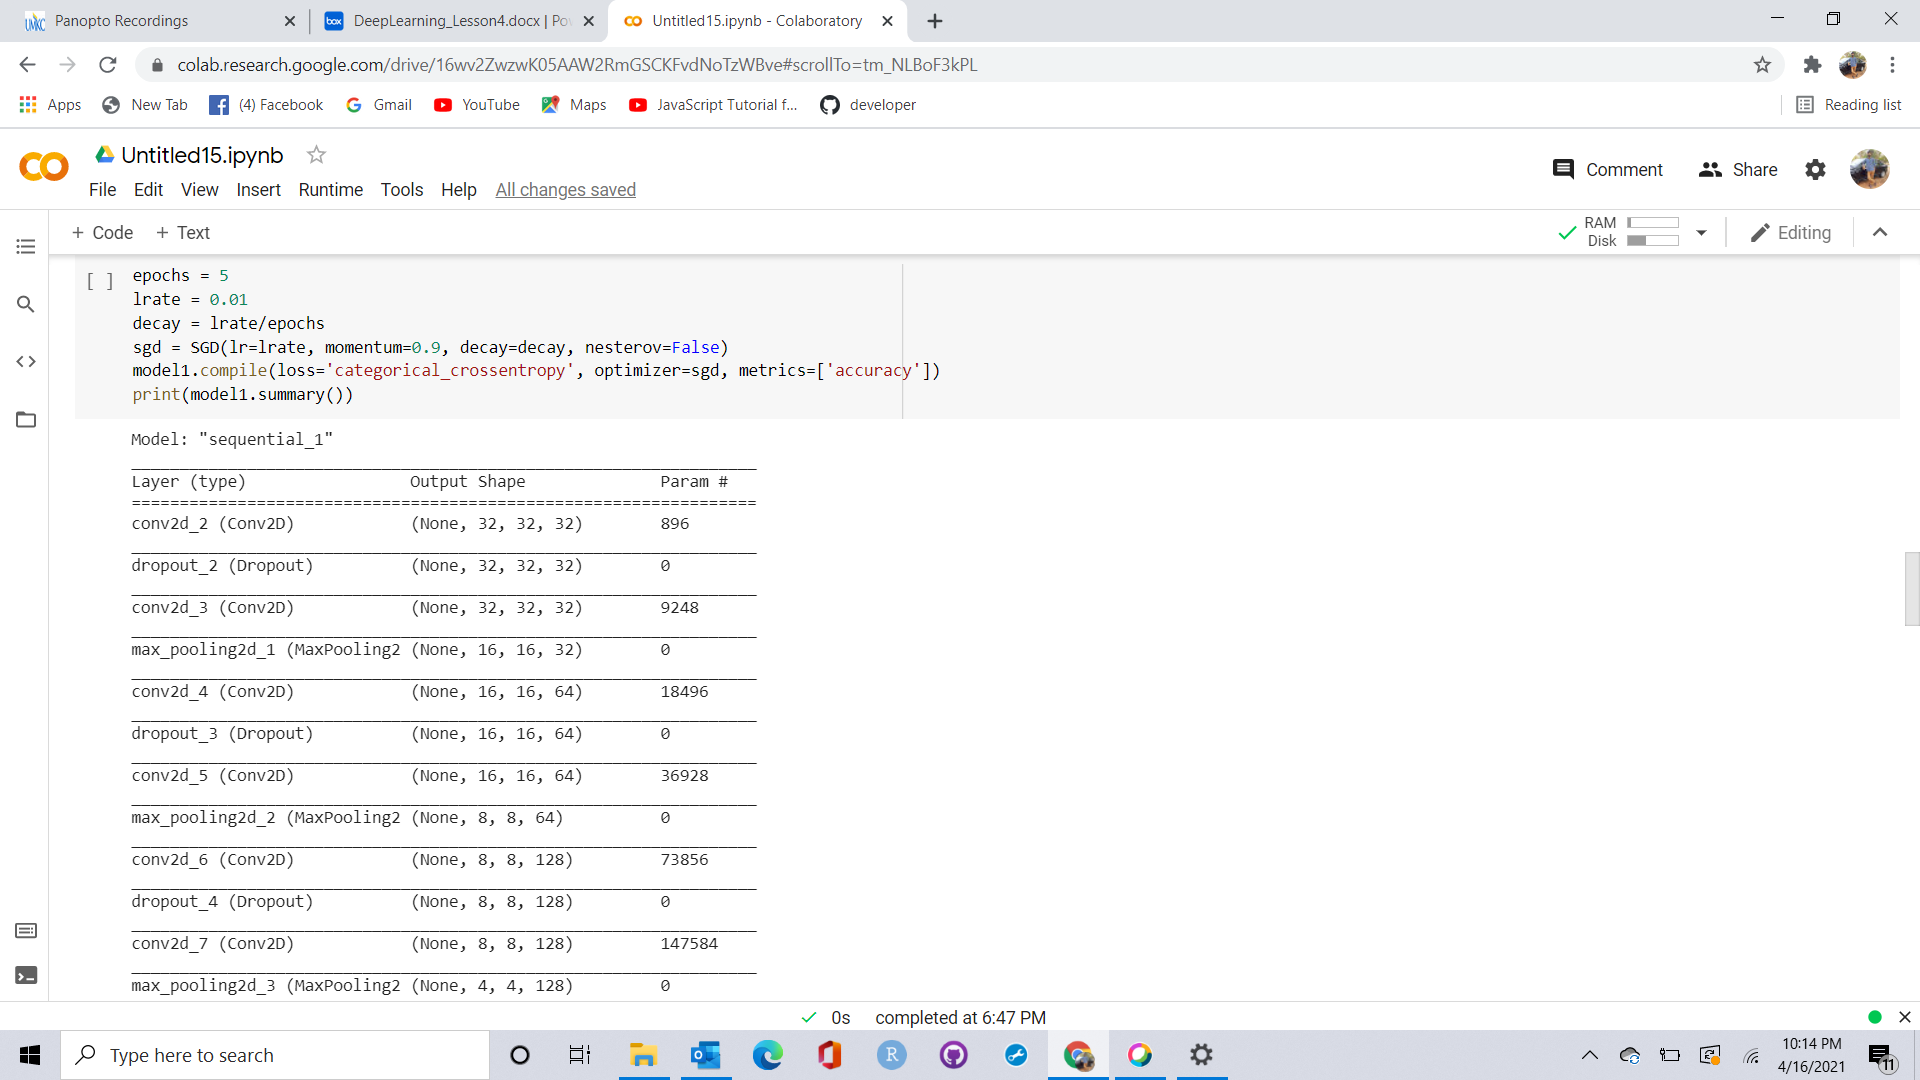 Panopto Recordings
box DeepLearning_Lesson4.docx | Po
Untitled15.ipynb - Colaboratory
colab.research.google.com/drive/16wv2ZwzwK05AAW2RmGSCKFvdNoTzWBve#scrollTo=tm_NLBoF3kPL
Apps New Tab (4) Facebook Gmail YouTube Maps JavaScript Tutorial f... developer Reading list
Untitled15.ipynb
Comment Share
File Edit View Insert Runtime Tools Help All changes saved
+ Code + Text
RAM
Disk
Editing
[ ] epochs = 5
lrate = 0.01
decay = lrate/epochs
sgd = SGD(lr=lrate, momentum=0.9, decay=decay, nesterov=False)
model1.compile(loss='categorical_crossentropy', optimizer=sgd, metrics=['accuracy'])
print(model1.summary())
Model: "sequential_1"
Layer (type) Output Shape Param #
=================================================================
conv2d_2 (Conv2D) (None, 32, 32, 32) 896
dropout_2 (Dropout) (None, 32, 32, 32) 0
conv2d_3 (Conv2D) (None, 32, 32, 32) 9248
max_pooling2d_1 (MaxPooling2 (None, 16, 16, 32) 0
conv2d_4 (Conv2D) (None, 16, 16, 64) 18496
dropout_3 (Dropout) (None, 16, 16, 64) 0
conv2d_5 (Conv2D) (None, 16, 16, 64) 36928
max_pooling2d_2 (MaxPooling2 (None, 8, 8, 64) 0
conv2d_6 (Conv2D) (None, 8, 8, 128) 73856
dropout_4 (Dropout) (None, 8, 8, 128) 0
conv2d_7 (Conv2D) (None, 8, 8, 128) 147584
max_pooling2d_3 (MaxPooling2 (None, 4, 4, 128) 0
0s completed at 6:47 PM
Type here to search
10:14 PM
4/16/2021
11